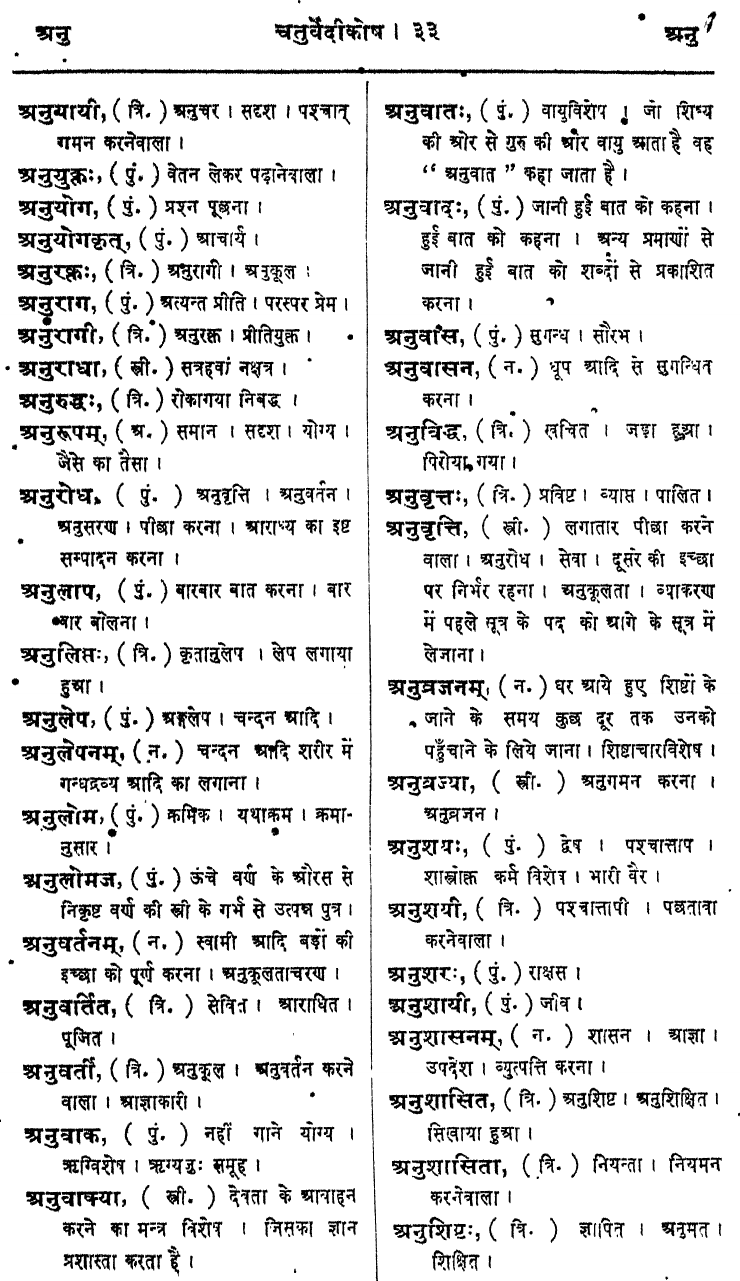 अनु चतुर्वेदीकोष । ३३ अनु
अनुयायी, ( त्रि. ) अनुचर । सदृश । पश्चात्
गमन करनेवाला ।
अनुयुक्तः, ( पुं. ) वेतन लेकर पढ़ानेवाला ।
अनुयोग, ( पुं. ) प्रश्न पूछना ।
अनुयोगकृत्, ( पुं. ) आचार्य ।
अनुरक्तः, ( त्रि. ) अनुरागी । अनुकूल ।
अनुराग, ( पुं. ) अत्यन्त प्रीति । परस्पर प्रेम ।
अनुरागी, ( त्रि. ) अनुरक्त । प्रीतियुक्त ।
अनुराधा, ( स्त्री. ) सत्रहवां नक्षत्र ।
अनुरुद्धः, ( त्रि. ) रोकागया निबद्ध ।
अनुरूपम्, ( अ. ) समान । सदृश । योग्य ।
जैसे का तैसा ।
अनुरोध, ( पुं. ) अनुवृत्ति । अनुवर्तन ।
अनुसरण । पीछा करना । आराध्य का इष्ट
सम्पादन करना ।
अनुलाप, ( पुं. ) बारबार बात करना । बार
बार बोलना ।
अनुलिप्तः, ( त्रि. ) कृतानुलेप । लेप लगाया
हुआ ।
अनुलेप, ( पुं. ) अङ्गलेप । चन्दन आदि ।
अनुलेपनम्, ( न. ) चन्दन आदि शरीर में
गन्धद्रव्य आदि का लगाना ।
अनुलोम, ( पुं. ) क्रमिक । यथाक्रम । क्रमा-
नुसार ।
अनुलोमज, ( पुं. ) ऊंचे वर्ण के औरस से
निकृष्ट वर्ण की स्त्री के गर्भ से उत्पन्न पुत्र ।
अनुवर्तनम्, ( न. ) स्वामी आदि बड़ों की
इच्छा को पूर्ण करना । अनुकूलताचरण ।
अनुवर्तित, ( त्रि. ) सेवित । आराधित ।
पूजित ।
अनुवर्ती, ( त्रि. ) अनुकूल । अनुवर्तन करने
वाला । आज्ञाकारी ।
अनुवाक, ( पुं. ) नहीं गाने योग्य ।
ऋग्विशेष । ऋग्यजुः समूह ।
अनुवाक्या, ( स्त्री. ) देवता के आवाहन
करने का मन्त्र विशेष । जिसका ज्ञान
प्रशास्ता करता है ।
अनुवातः, ( पुं. ) वायुविशेष । जो शिष्य
की ओर से गुरु की ओर वायु आता है वह
“ अनुवात ” कहा जाता है ।
अनुवादः, ( पुं. ) जानी हुई बात को कहना ।
हुई बात को कहना । अन्य प्रमाणों से
जानी हुई बात को शब्दों से प्रकाशित
करना ।
अनुवास, ( पुं. ) सुगन्ध । सौरभ ।
अनुवासन, ( न. ) धूप आदि से सुगन्धित
करना ।
अनुविद्ध, ( त्रि. ) खचित । जड़ा हुआ ।
पिरोया गया ।
अनुवृत्तः, ( त्रि. ) प्रविष्ट । व्याप्त । पालित ।
अनुवृत्ति, ( स्त्री. ) लगातार पीछा करने
वाला । अनुरोध । सेवा । दूसरे की इच्छा
पर निर्भर रहना । अनुकूलता । व्याकरण
में पहले सूत्र के पद को आगे के सूत्र में
लेजाना ।
अनुव्रजनम्, ( न. ) घर आये हुए शिष्टों के
जाने के समय कुछ दूर तक उनको
पहुँचाने के लिये जाना । शिष्टाचारविशेष ।
अनुव्रज्या, ( स्त्री. ) अनुगमन करना ।
अनुव्रजन ।
अनुशयः, ( पुं. ) द्वेष । पश्चात्ताप ।
शास्त्रोक्त कर्म विशेष । भारी वैर ।
अनुशयी, ( त्रि. ) पश्चात्तापी । पछतावा
करनेवाला ।
अनुशरः, ( पुं. ) राक्षस ।
अनुशायी, ( पुं. ) जीव ।
अनुशासनम्, ( न. ) शासन । आज्ञा ।
उपदेश । व्युत्पत्ति करना ।
अनुशासित, ( त्रि. ) अनुशिष्ट । अनुशिक्षित ।
सिखाया हुआ ।
अनुशासिता, ( त्रि. ) नियन्ता । नियमन
करनेवाला ।
अनुशिष्टः, ( त्रि. ) ज्ञापित । अनुमत ।
शिक्षित ।